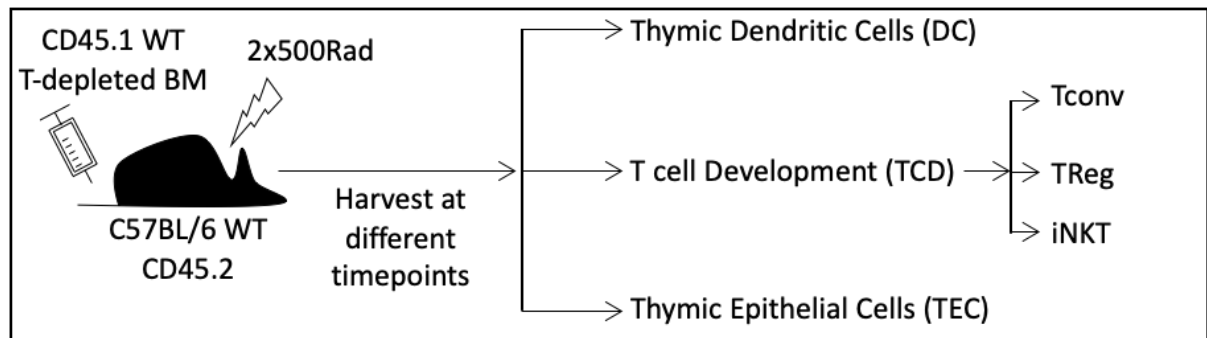 CD45.1 WT
T-depleted BM
2x500Rad
C57BL/6 WT
CD45.2
Harvest at
different
timepoints
Thymic Dendritic Cells (DC)
T cell Development (TCD)
Thymic Epithelial Cells (TEC)
Tconv
TReg
iNKT